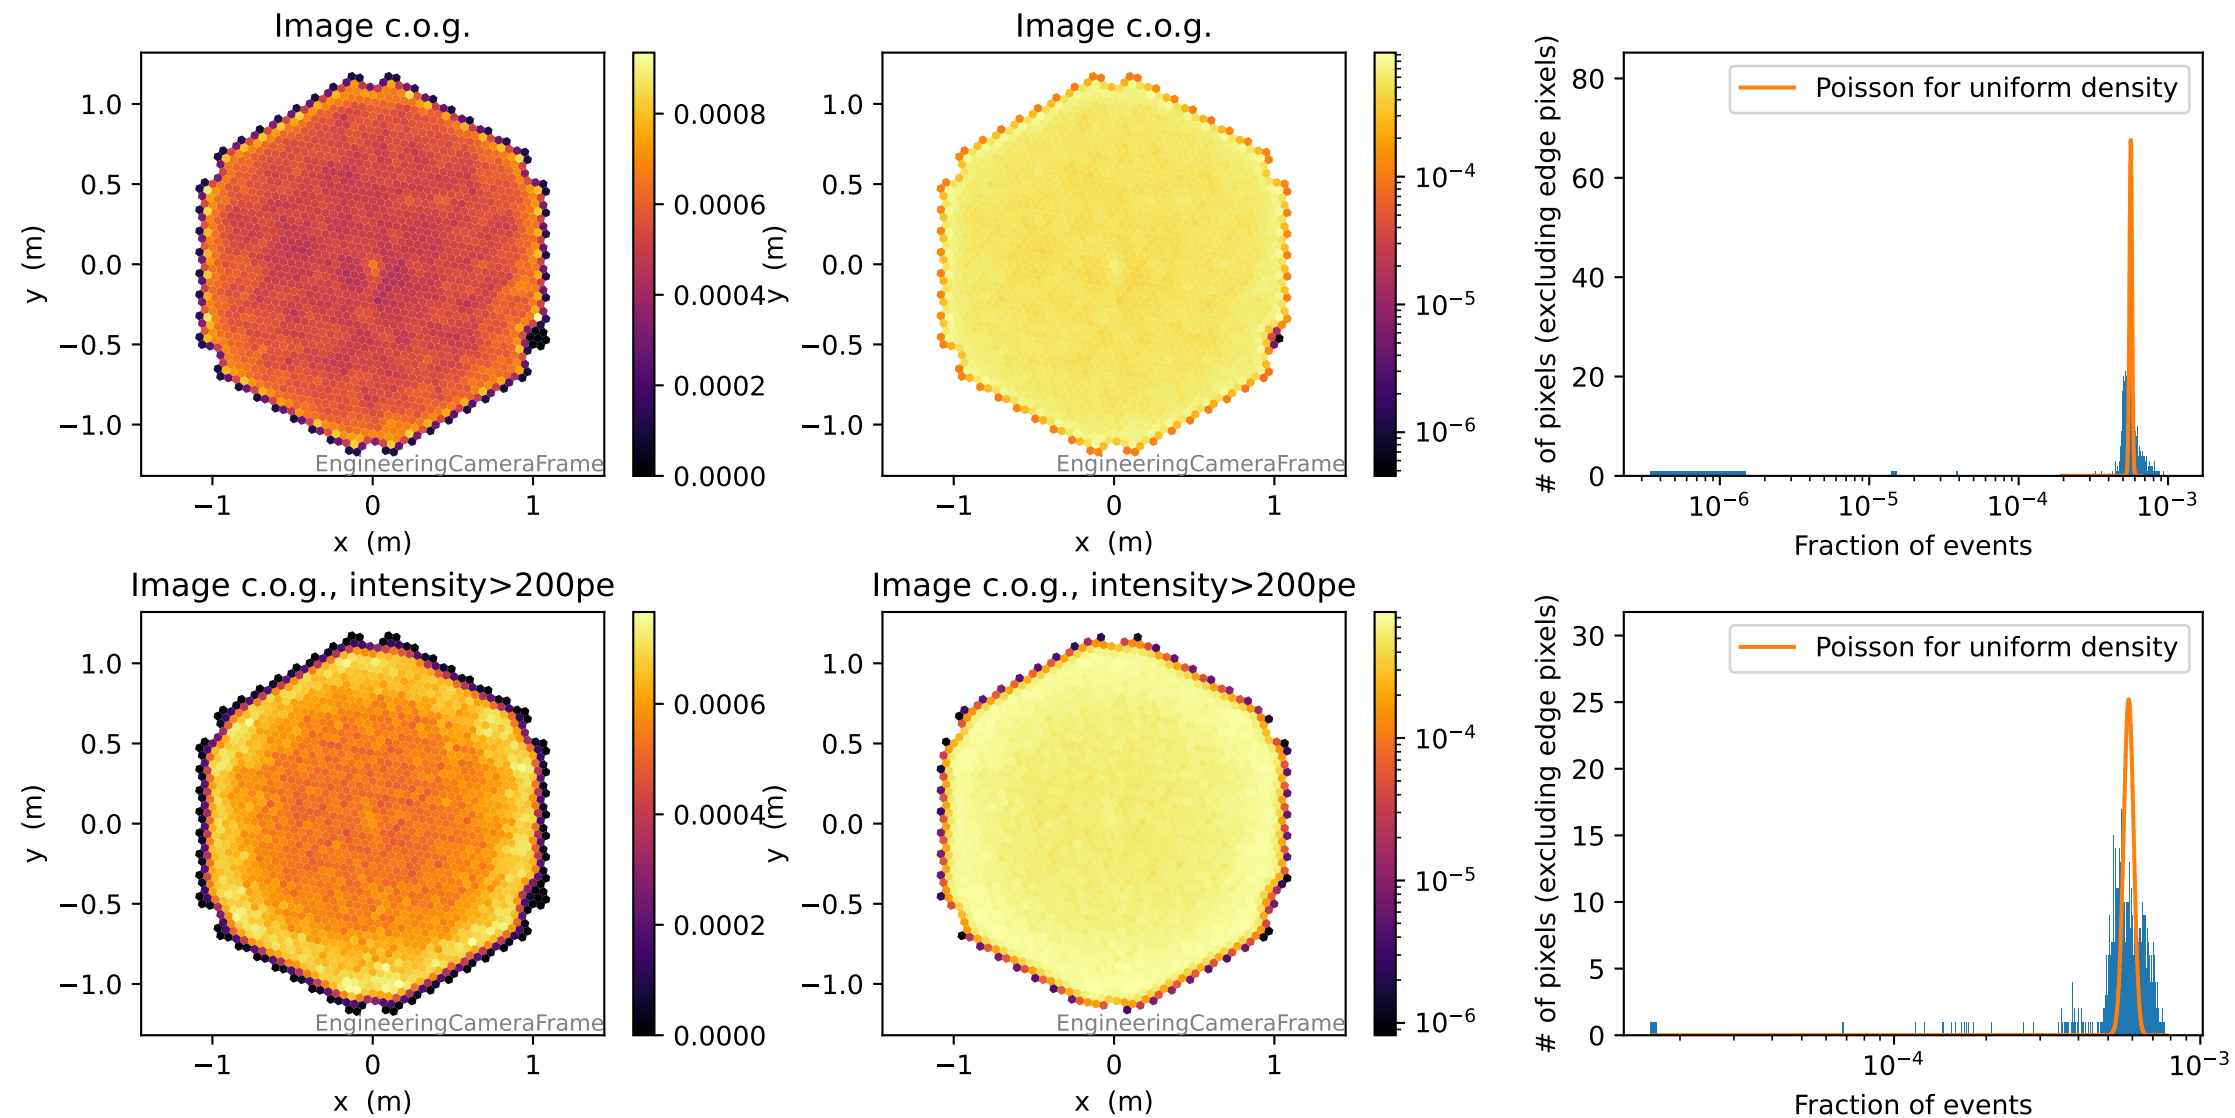 Image c.o.g.
Image c.o.g.
1.0
0.5
0.0
−0.5
−1.0
y (m)
−1
0
1
x (m)
EngineeringCameraFrame
0.0008
0.0006
0.0004
0.0002
0.0000
1.0
0.5
0.0
−0.5
−1.0
y (m)
−1
0
1
x (m)
EngineeringCameraFrame
10⁻⁴
10⁻⁵
10⁻⁶
# of pixels (excluding edge pixels)
80
60
40
20
0
Poisson for uniform density
10⁻⁶
10⁻⁵
10⁻⁴
10⁻³
Fraction of events
Image c.o.g., intensity>200pe
Image c.o.g., intensity>200pe
1.0
0.5
0.0
−0.5
−1.0
y (m)
−1
0
1
x (m)
EngineeringCameraFrame
0.0006
0.0004
0.0002
0.0000
1.0
0.5
0.0
−0.5
−1.0
y (m)
−1
0
1
x (m)
EngineeringCameraFrame
10⁻⁴
10⁻⁵
10⁻⁶
# of pixels (excluding edge pixels)
30
25
20
15
10
5
0
Poisson for uniform density
10⁻⁴
10⁻³
Fraction of events